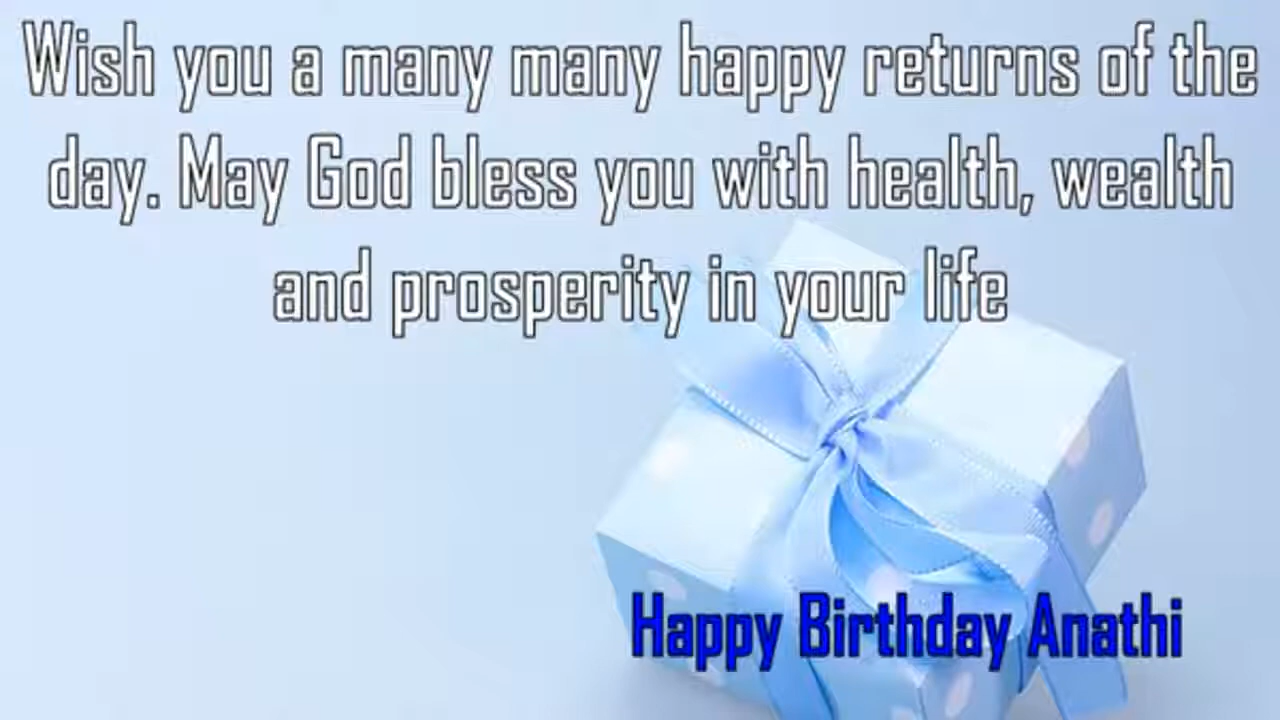 Wish you a many many happy returns of the
day. May God bless you with health, wealth
and prosperity in your life
Happy Birthday Anathi